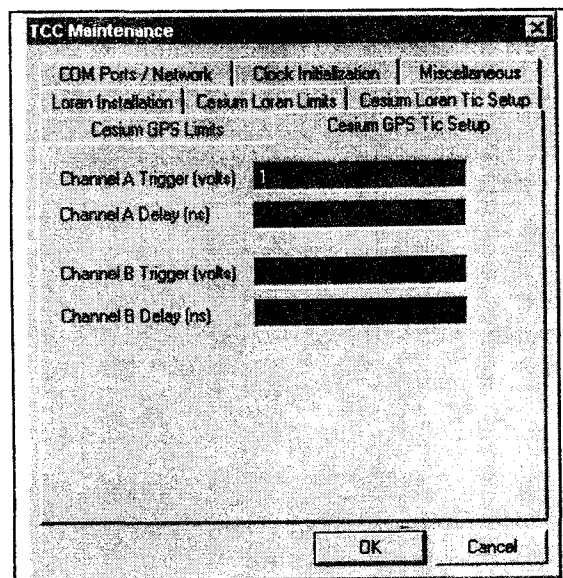 TCC Maintenance
COM Ports / Network Clock Initialization Miscellaneous
Loran Installation Cesium Loran Limits Cesium Loran Tic Setup
Cesium GPS Limits Cesium GPS Tic Setup
Channel A Trigger (volts) 1
Channel A Delay (ns)
Channel B Trigger (volts)
Channel B Delay (ns)
OK Cancel